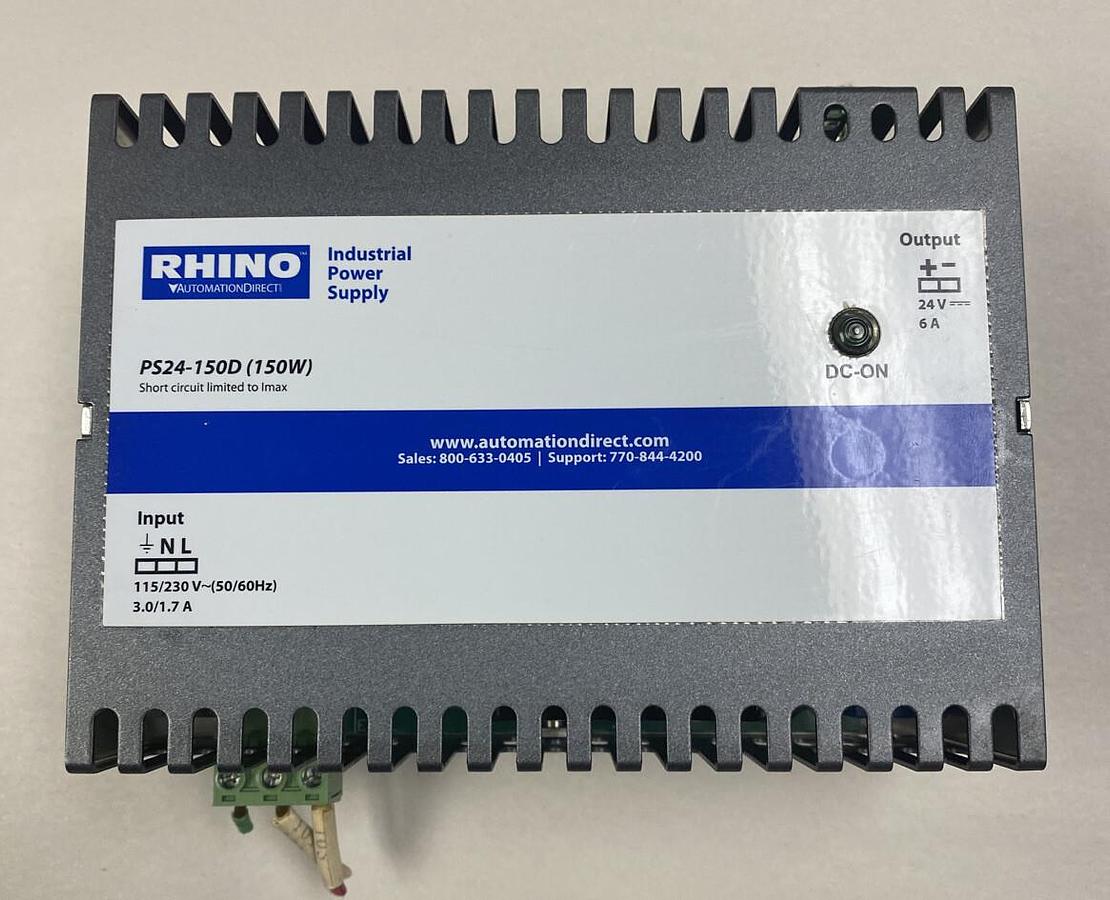 RHINO™
AUTOMATIONDIRECT
Industrial
Power
Supply
Output
+ −
24 V ⎓
6 A
DC-ON
PS24-150D (150W)
Short circuit limited to Imax
www.automationdirect.com
Sales: 800-633-0405 | Support: 770-844-4200
Input
⏚ N L
115/230 V~(50/60Hz)
3.0/1.7 A